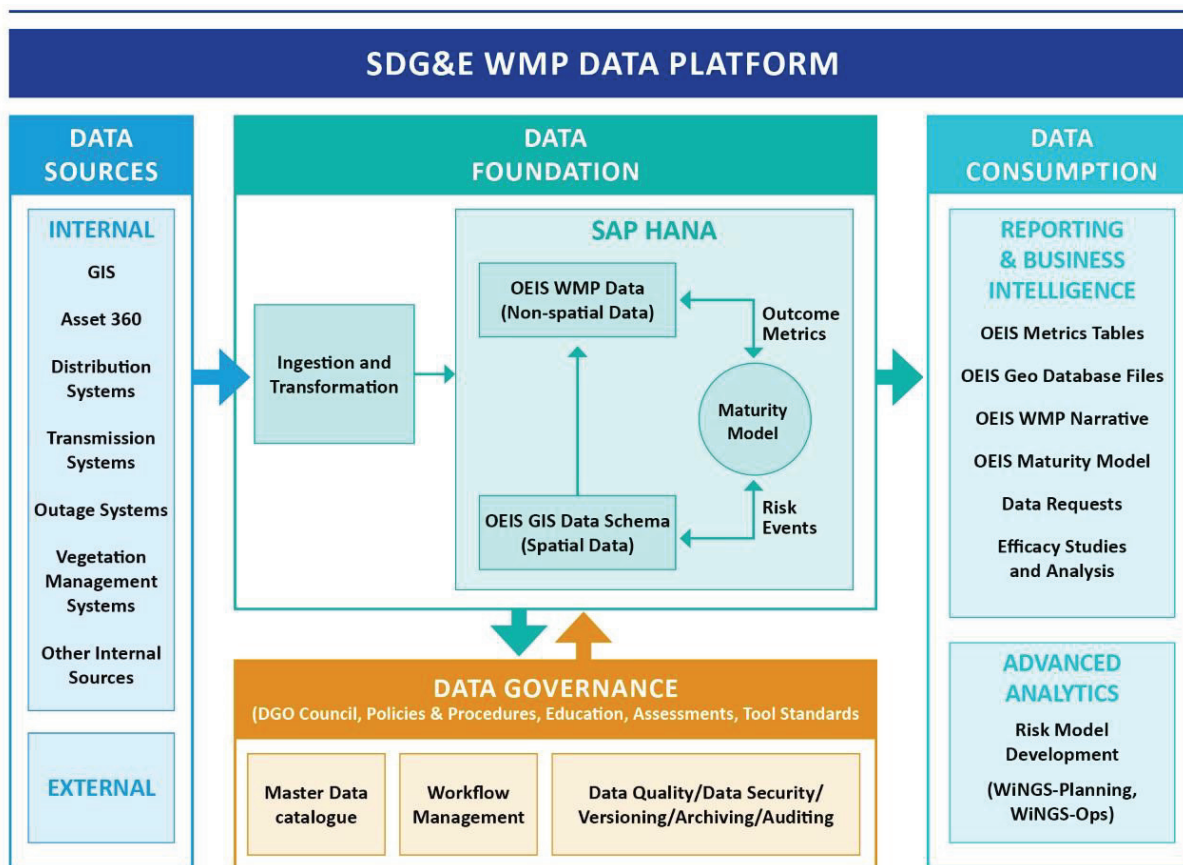 SDG&E WMP DATA PLATFORM
DATA
SOURCES
INTERNAL
GIS
Asset 360
Distribution
Systems
Transmission
Systems
Outage Systems
Vegetation
Management
Systems
Other Internal
Sources
EXTERNAL
DATA
FOUNDATION
Ingestion and
Transformation
SAP HANA
OEIS WMP Data
(Non-spatial Data)
Outcome
Metrics
Maturity
Model
OEIS GIS Data Schema
(Spatial Data)
Risk
Events
DATA GOVERNANCE
(DGO Council, Policies & Procedures, Education, Assessments, Tool Standards
Master Data
catalogue
Workflow
Management
Data Quality/Data Security/
Versioning/Archiving/Auditing
DATA
CONSUMPTION
REPORTING
& BUSINESS
INTELLIGENCE
OEIS Metrics Tables
OEIS Geo Database Files
OEIS WMP Narrative
OEIS Maturity Model
Data Requests
Efficacy Studies
and Analysis
ADVANCED
ANALYTICS
Risk Model
Development
(WiNGS-Planning,
WiNGS-Ops)